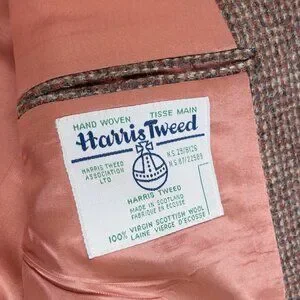 HAND WOVEN TISSE MAIN
Harris Tweed
HARRIS TWEED
ASSOCIATION
LTD
HARRIS TWEED
MADE IN SCOTLAND
FABRIQUE EN ECOSSE
100% VIRGIN SCOTTISH WOOL
LAINE VIERGE D'ECOSSE